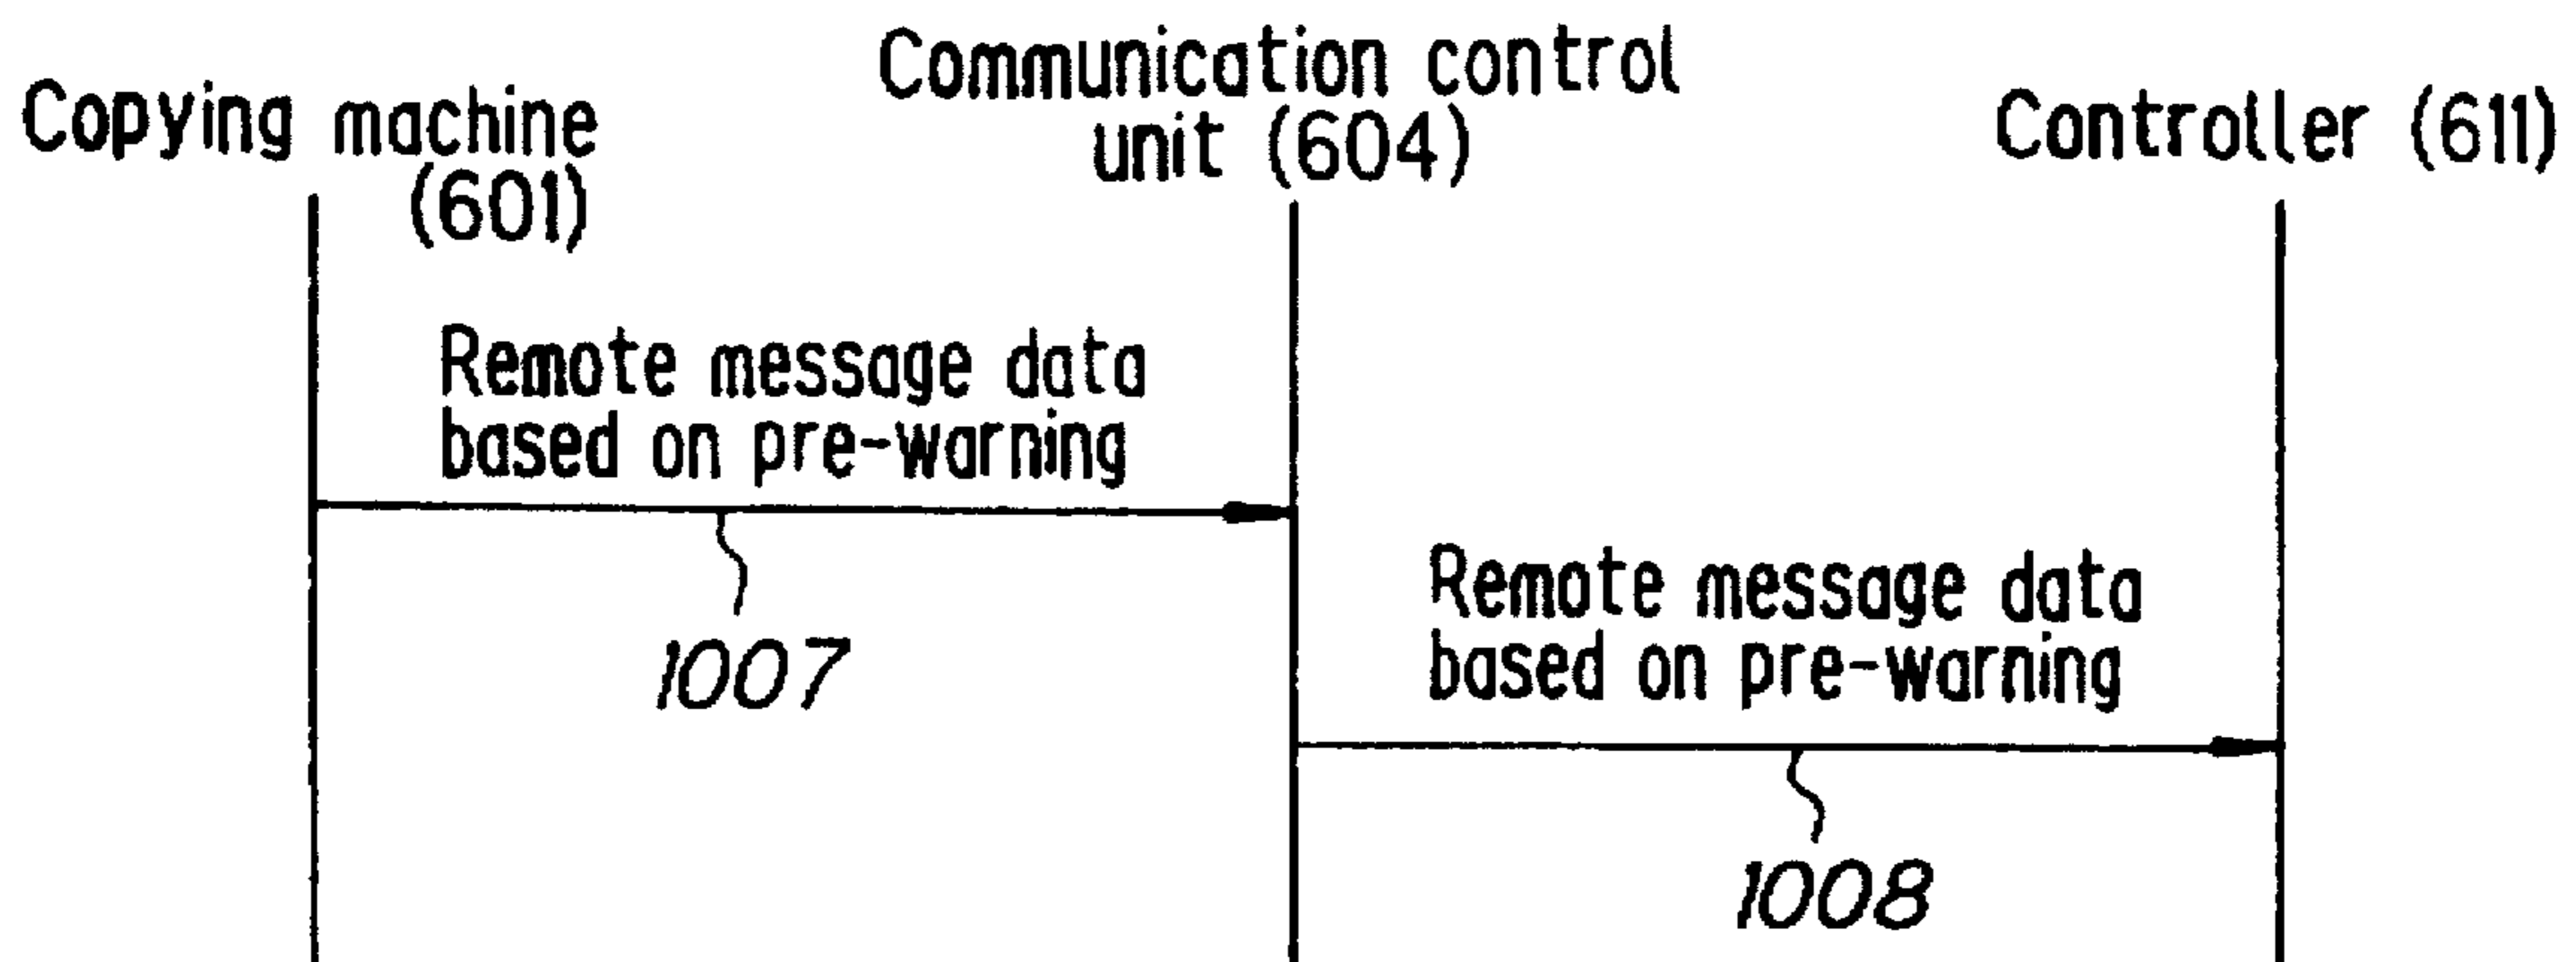 Copying machine
(601)
Communication control
unit (604)
Controller (611)
Remote message data
based on pre-warning
1007
Remote message data
based on pre-warning
1008